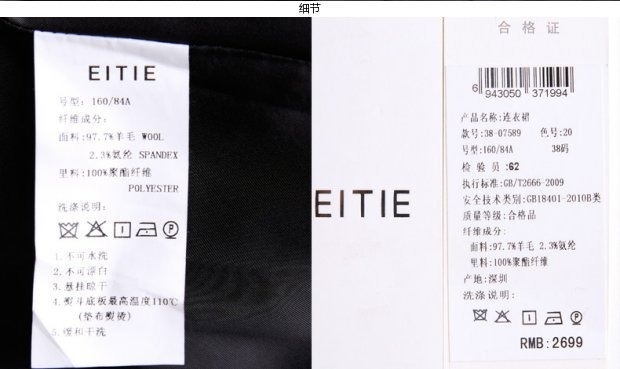 细节
EITIE
号型: 160/84A
纤维成分:
面料:97.7%羊毛 WOOL
2.3%氨纶 SPANDEX
里料:100%聚酯纤维
POLYESTER
洗涤说明:
1.不可水洗
2.不可漂白
3.悬挂晾干
4.熨斗底板最高温度110℃
(垫布熨烫)
5.缓和干洗
EITIE
合格证
6 943050 371994
产品名称:连衣裙
款号:38-07589 色号:20
号型:160/84A 38码
检验员:62
执行标准:GB/T2666-2009
安全技术类别:GB18401-2010B类
质量等级:合格品
纤维成分:
面料:97.7%羊毛 2.3%氨纶
里料:100%聚酯纤维
产地:深圳
洗涤说明:
RMB:2699